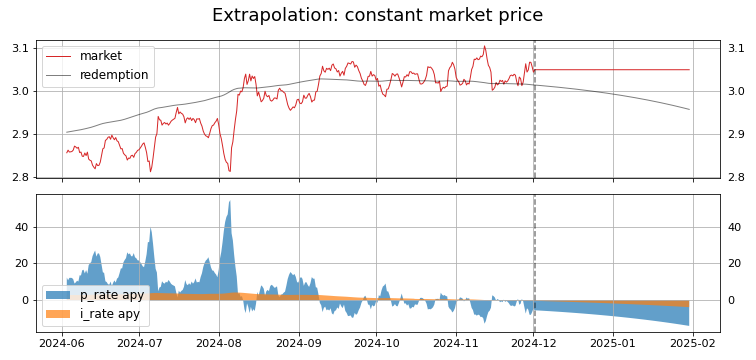 Extrapolation: constant market price
3.1 3.1
market
redemption
3.0 3.0
2.9 2.9
2.8 2.8
40 40
20 20
p_rate apy
0 0
i_rate apy
2024-06 2024-07 2024-08 2024-09 2024-10 2024-11 2024-12 2025-01 2025-02